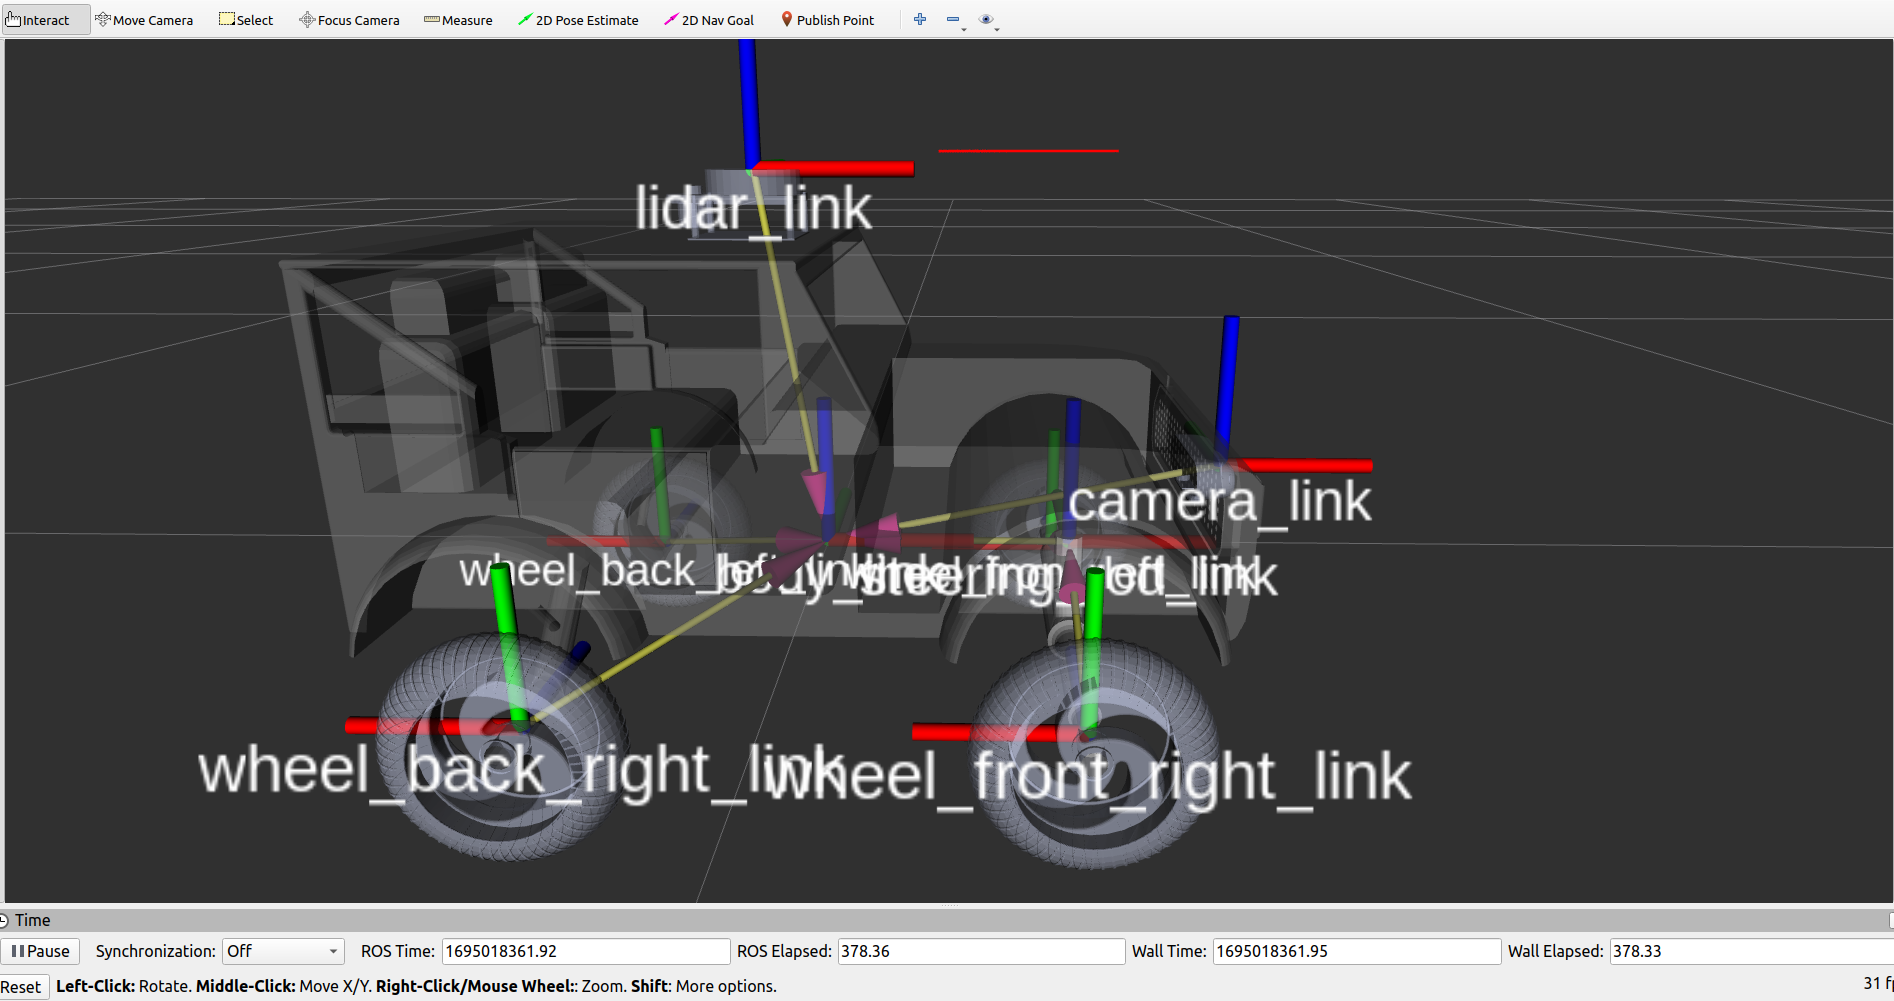 Interact Move Camera Select Focus Camera Measure 2D Pose Estimate 2D Nav Goal Publish Point
lidar_link
camera_link
wheel_back_left_link
wheel_back_right_link
wheel_front_right_link
Time
Pause Synchronization: Off ROS Time: 1695018361.92 ROS Elapsed: 378.36 Wall Time: 1695018361.95 Wall Elapsed: 378.33
Reset Left-Click: Rotate. Middle-Click: Move X/Y. Right-Click/Mouse Wheel:: Zoom. Shift: More options. 31